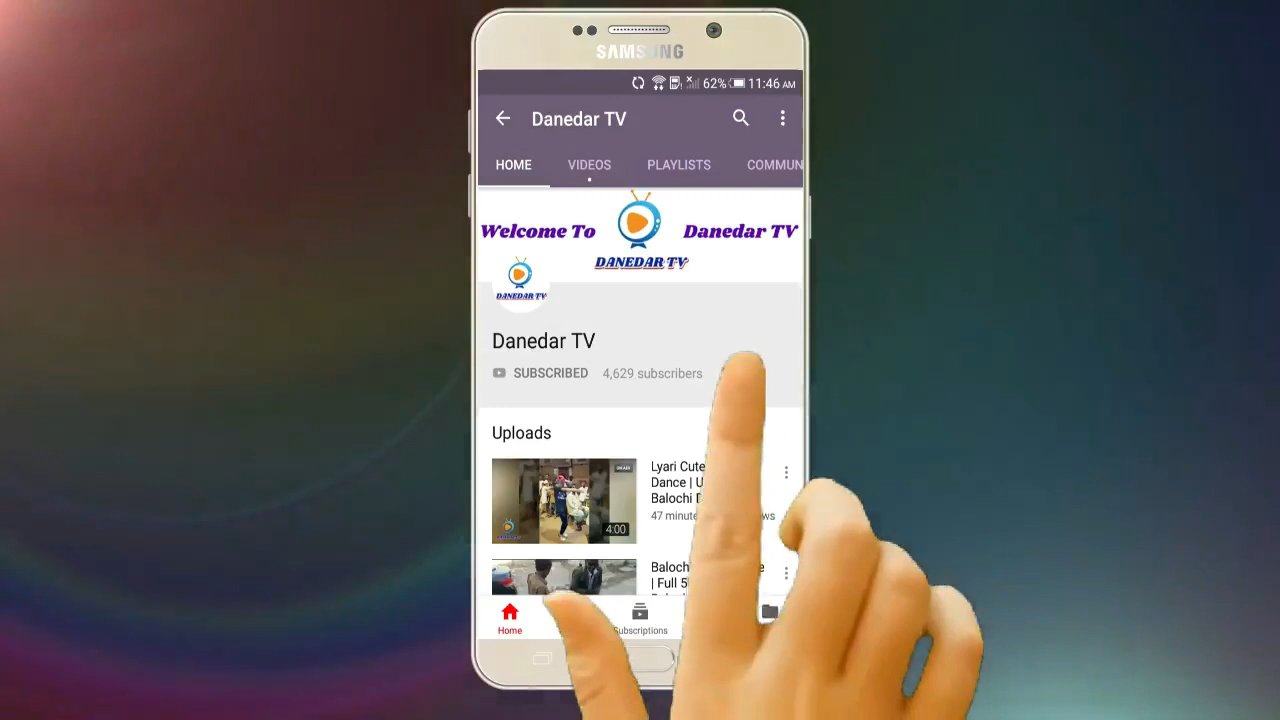 SAMSUNG
62% 11:46 AM
Danedar TV
HOME VIDEOS PLAYLISTS COMMUN
Welcome To Danedar TV
DANEDAR TV
DANEDAR TV
Danedar TV
SUBSCRIBED 4,629 subscribers
Uploads
Lyari Cute
Dance | U
Balochi D
47 minute
4:00
DANEDAR TV
Baloch
| Full 5
Home Subscriptions